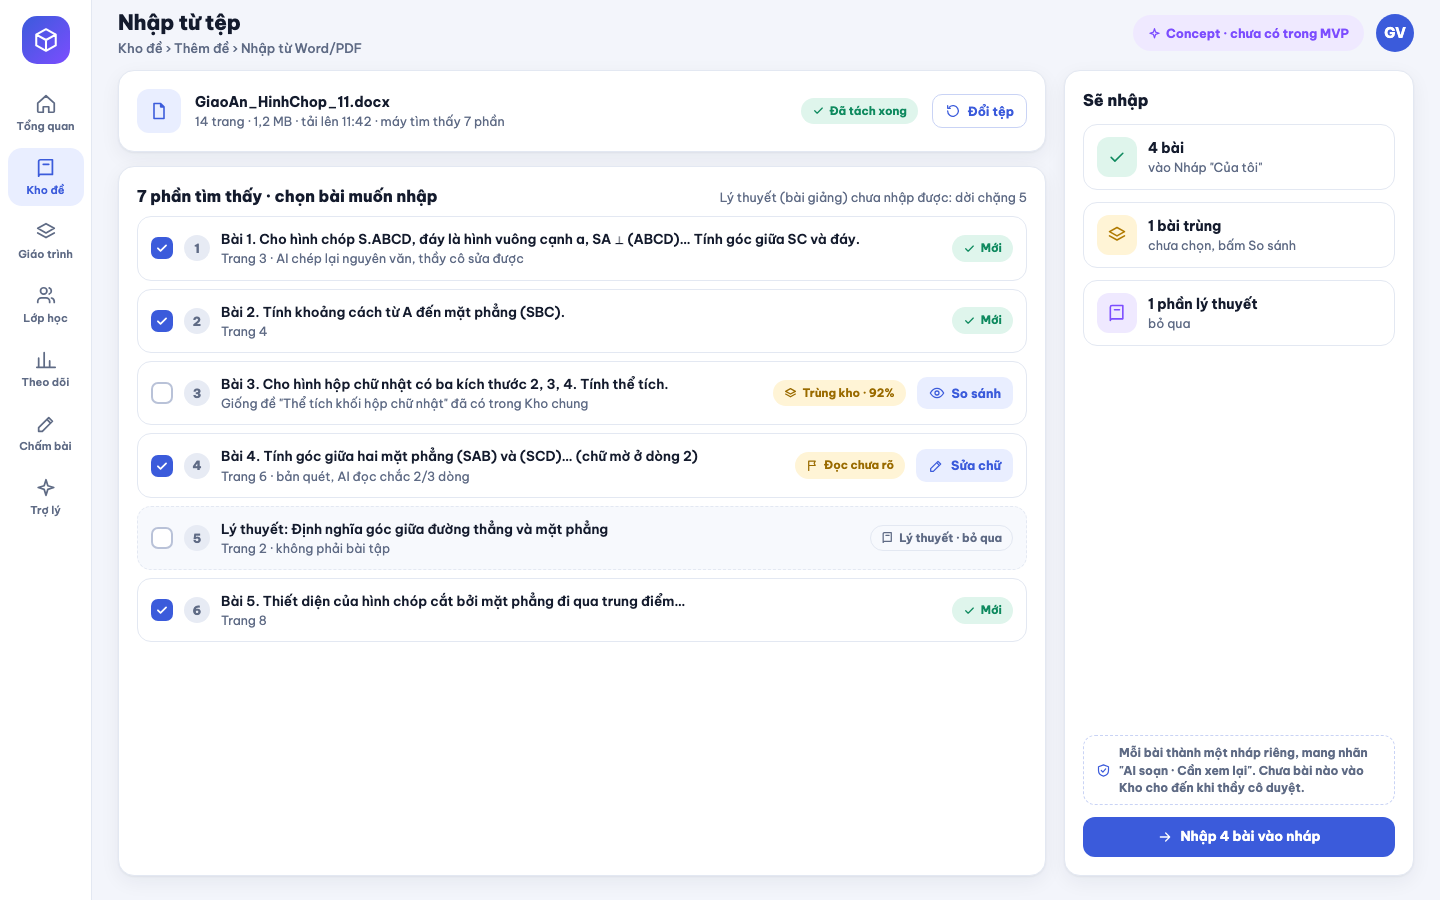 Nhập từ tệp
Kho đề › Thêm đề › Nhập từ Word/PDF
Concept · chưa có trong MVP
GV
Tổng quan
Kho đề
Giáo trình
Lớp học
Theo dõi
Chấm bài
Trợ lý
GiaoAn_HinhChop_11.docx
14 trang · 1,2 MB · tải lên 11:42 · máy tìm thấy 7 phần
Đã tách xong
Đổi tệp
7 phần tìm thấy · chọn bài muốn nhập
Lý thuyết (bài giảng) chưa nhập được: dời chặng 5
1
Bài 1. Cho hình chóp S.ABCD, đáy là hình vuông cạnh a, SA ⊥ (ABCD)... Tính góc giữa SC và đáy.
Trang 3 · AI chép lại nguyên văn, thầy cô sửa được
Mới
2
Bài 2. Tính khoảng cách từ A đến mặt phẳng (SBC).
Trang 4
Mới
3
Bài 3. Cho hình hộp chữ nhật có ba kích thước 2, 3, 4. Tính thể tích.
Giống đề "Thể tích khối hộp chữ nhật" đã có trong Kho chung
Trùng kho · 92%
So sánh
4
Bài 4. Tính góc giữa hai mặt phẳng (SAB) và (SCD)... (chữ mờ ở dòng 2)
Trang 6 · bản quét, AI đọc chắc 2/3 dòng
Đọc chưa rõ
Sửa chữ
5
Lý thuyết: Định nghĩa góc giữa đường thẳng và mặt phẳng
Trang 2 · không phải bài tập
Lý thuyết · bỏ qua
6
Bài 5. Thiết diện của hình chóp cắt bởi mặt phẳng đi qua trung điểm...
Trang 8
Mới
Sẽ nhập
4 bài
vào Nháp "Của tôi"
1 bài trùng
chưa chọn, bấm So sánh
1 phần lý thuyết
bỏ qua
Mỗi bài thành một nháp riêng, mang nhãn
"AI soạn · Cần xem lại". Chưa bài nào vào
Kho cho đến khi thầy cô duyệt.
Nhập 4 bài vào nháp